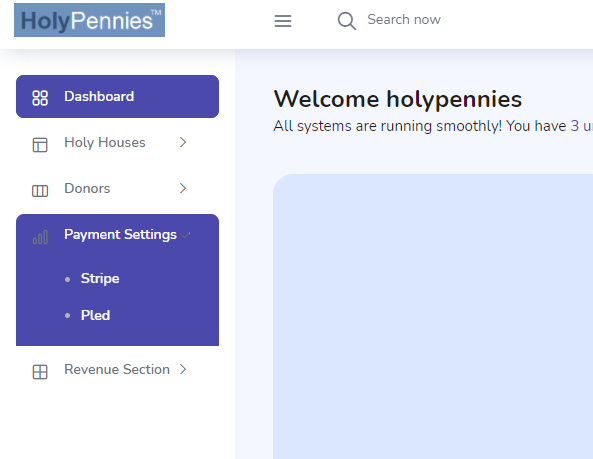 HolyPennies™
Search now
Dashboard
Holy Houses
Donors
Payment Settings
Stripe
Pled
Revenue Section
Welcome holypennies
All systems are running smoothly! You have 3